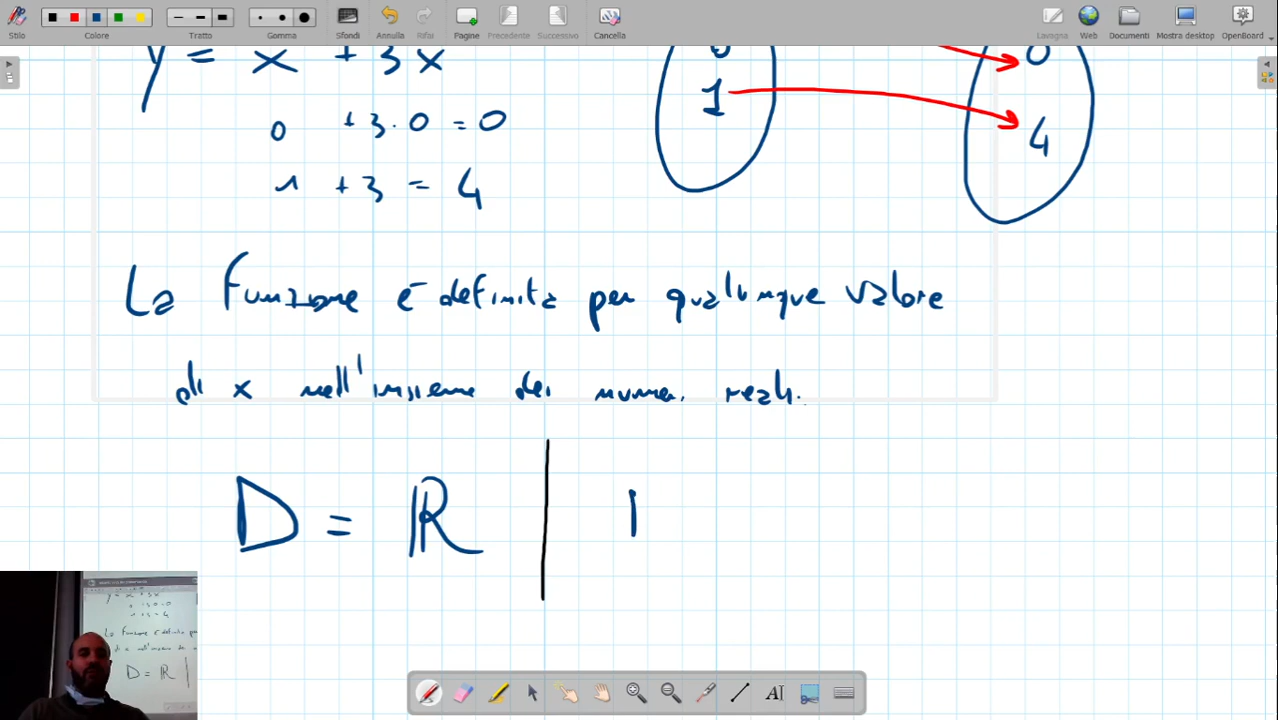 Stilo Colore Tratto Gomma Sfondi Annulla Rifai Pagine Precedente Successivo Cancella Lavagna Web Documenti Mostra desktop OpenBoard
y = x + 3x
0
0
1
4
0 + 3·0 = 0
1 + 3 = 4
La funzione è definita per qualunque valore
di x nell'insieme dei numeri reali.
D = ℝ |
D = ℝ |